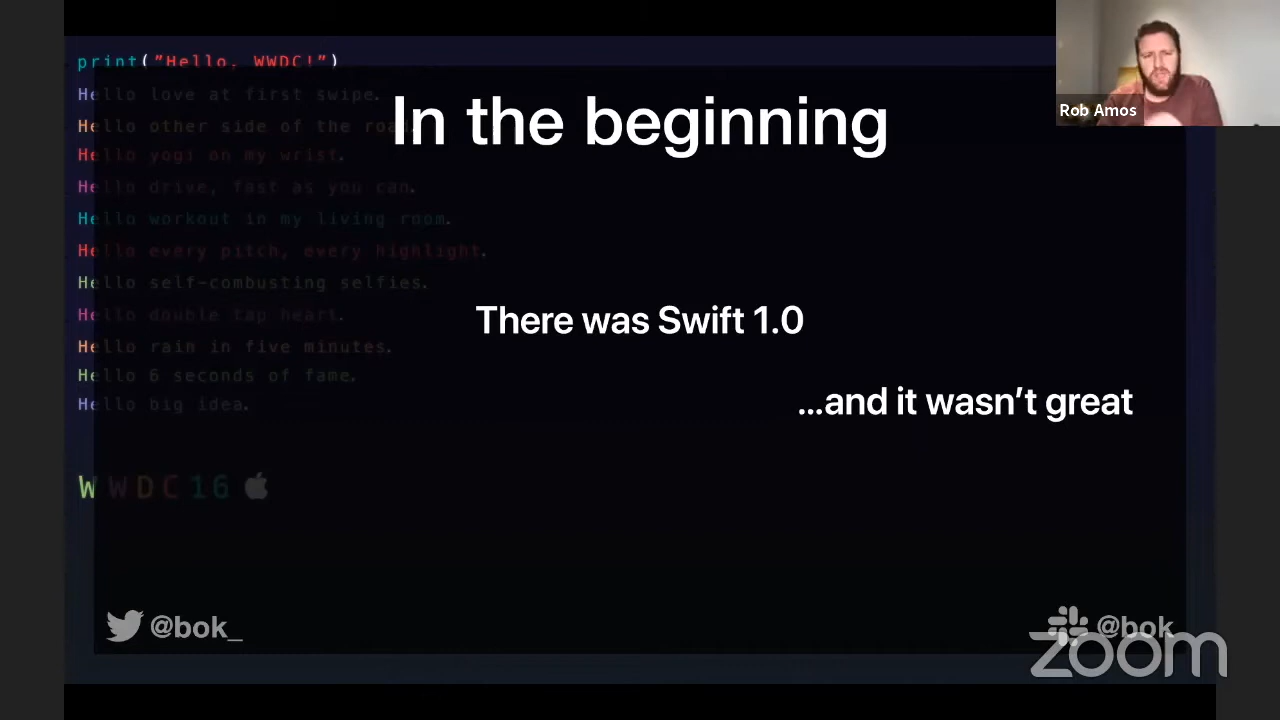 print("Hello, WWDC!")
Hello love at first swipe.
Hello other side of the road.
Hello yogi on my wrist.
Hello drive, fast as you can.
Hello workout in my living room.
Hello every pitch, every highlight.
Hello self-combusting selfies.
Hello double tap heart.
Hello rain in five minutes.
Hello 6 seconds of fame.
Hello big idea.
WWDC16
In the beginning
There was Swift 1.0
...and it wasn't great
Rob Amos
@bok_
@bok
zoom